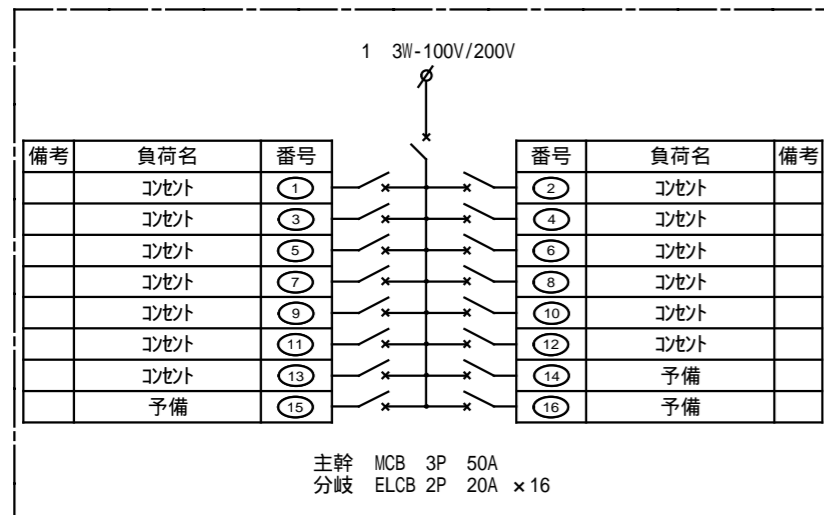 1 3W-100V/200V
備考 負荷名 番号 番号 負荷名 備考
コンセント 1 2 コンセント
コンセント 3 4 コンセント
コンセント 5 6 コンセント
コンセント 7 8 コンセント
コンセント 9 10 コンセント
コンセント 11 12 コンセント
コンセント 13 14 予備
予備 15 16 予備
主幹 MCB 3P 50A
分岐 ELCB 2P 20A ×16